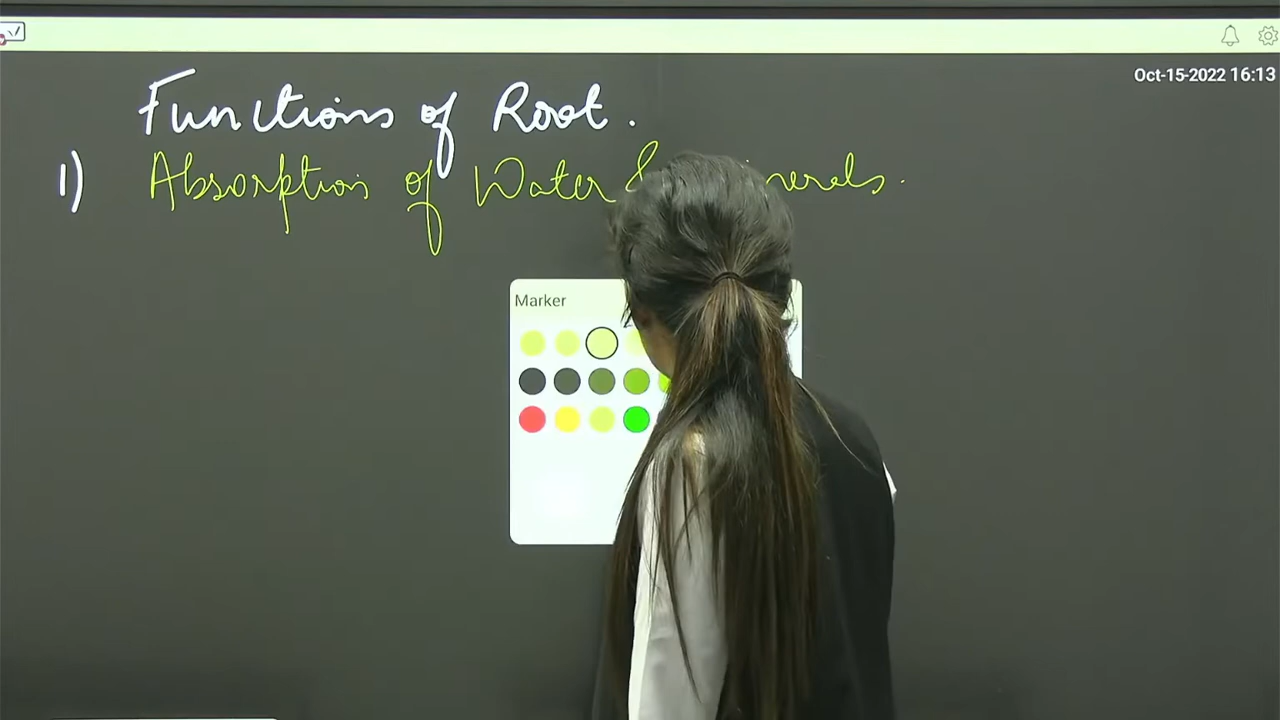 Oct-15-2022 16:13
Functions of Root.
1) Absorption of Water &
Marker